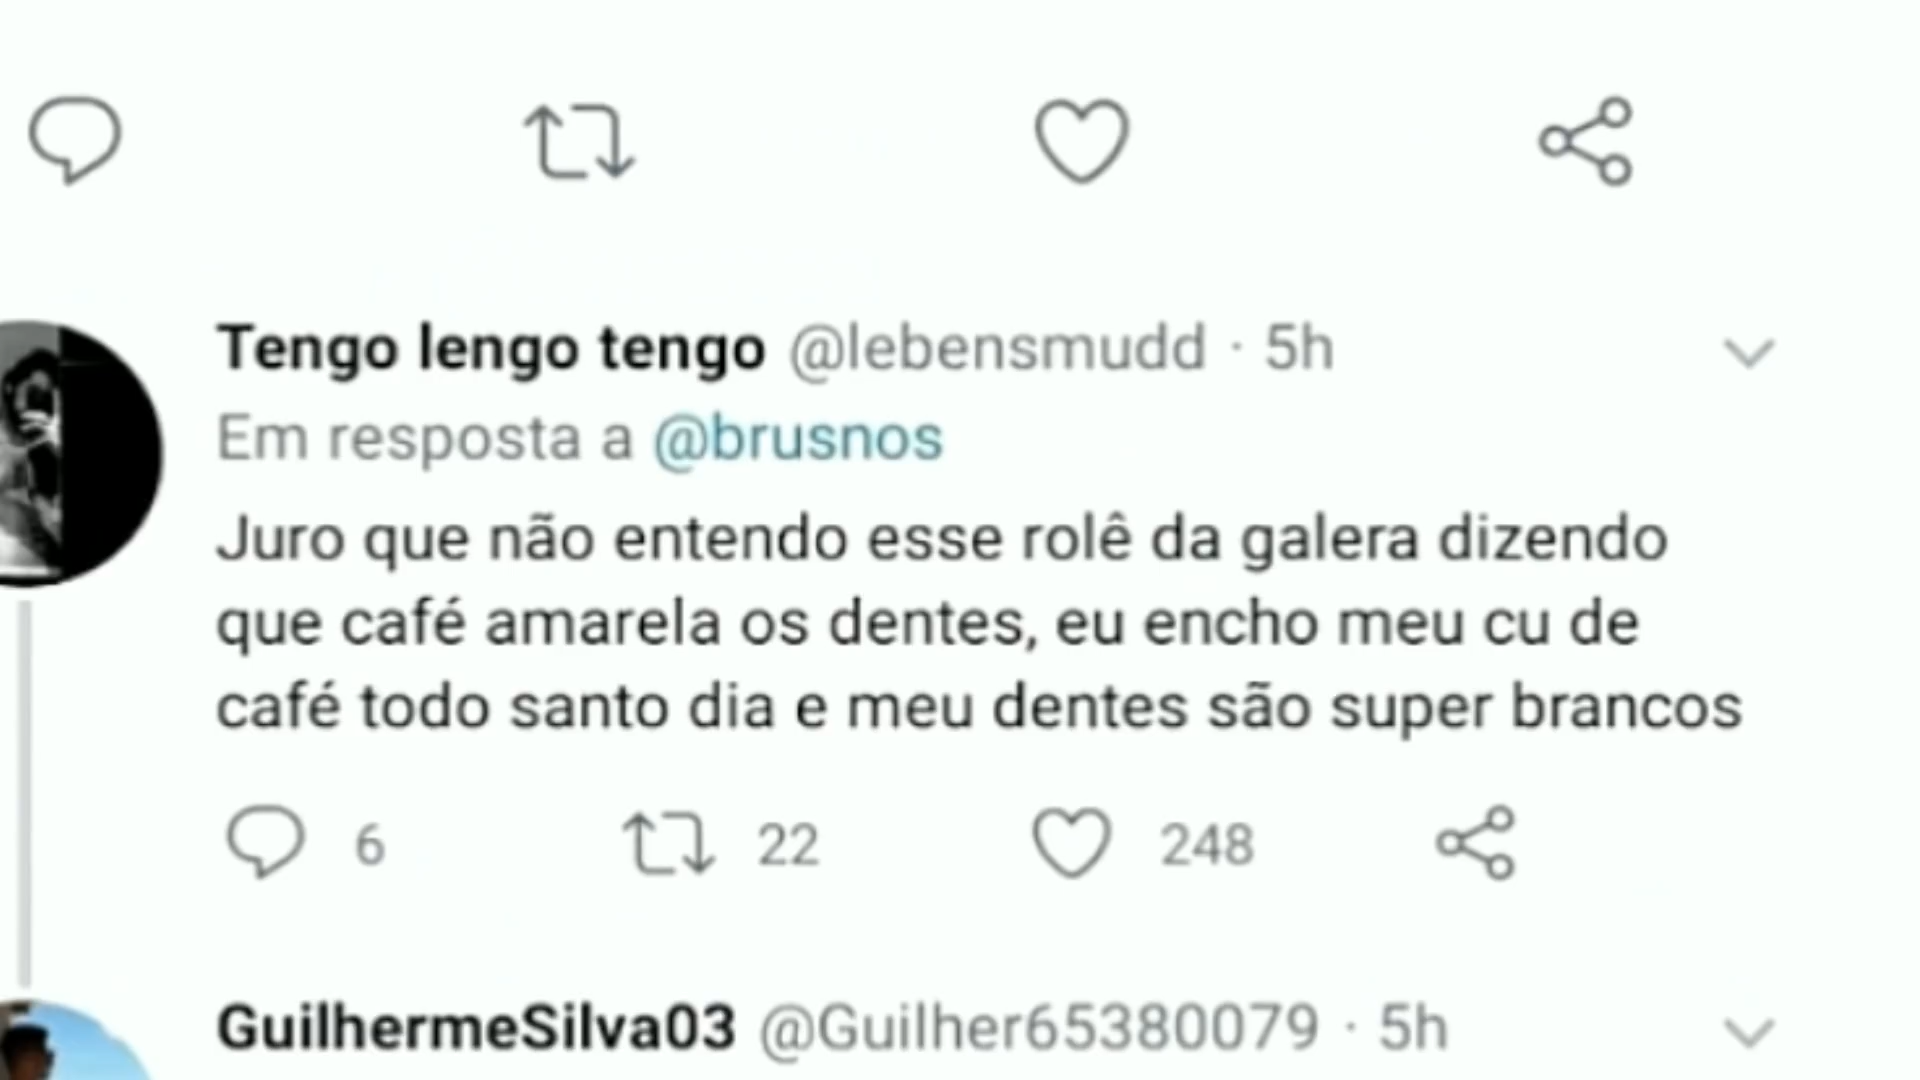 Tengo lengo tengo @lebensmudd · 5h
Em resposta a @brusnos
Juro que não entendo esse rolê da galera dizendo
que café amarela os dentes, eu encho meu cu de
café todo santo dia e meu dentes são super brancos
6 22 248
GuilhermeSilva03 @Guilher65380079 · 5h